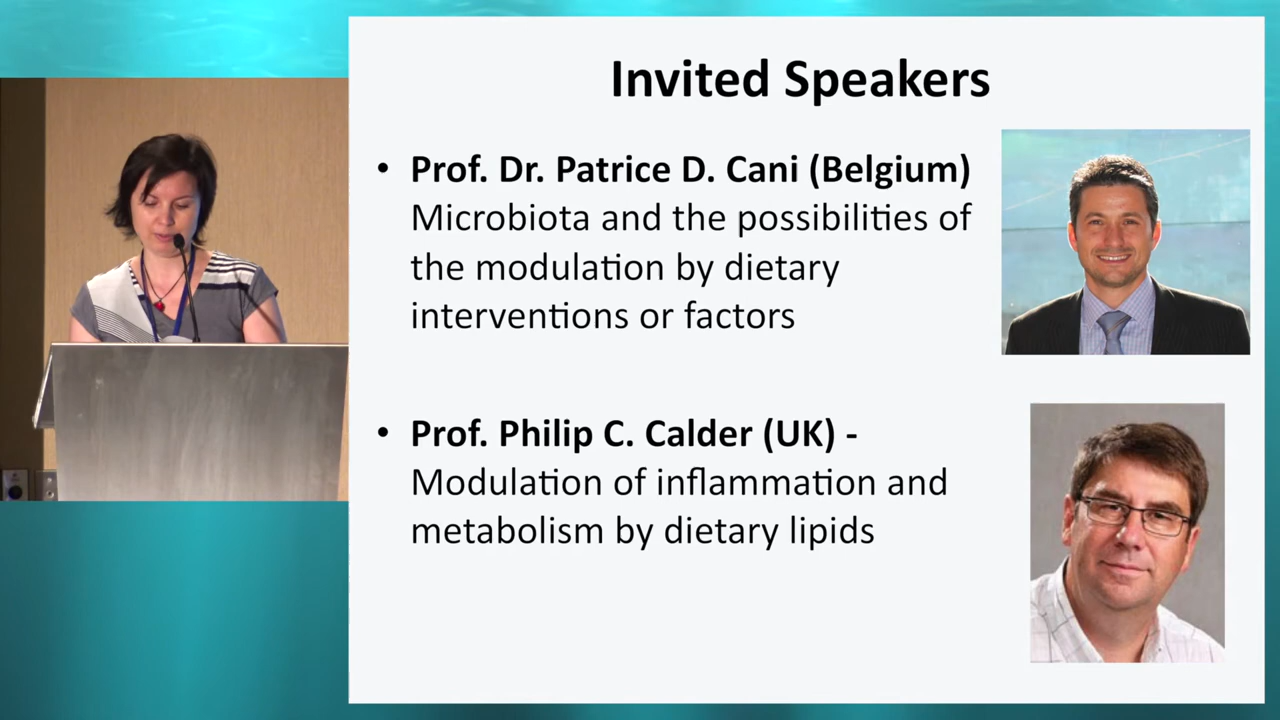 Invited Speakers
• Prof. Dr. Patrice D. Cani (Belgium)
Microbiota and the possibilities of
the modulation by dietary
interventions or factors
• Prof. Philip C. Calder (UK) -
Modulation of inflammation and
metabolism by dietary lipids